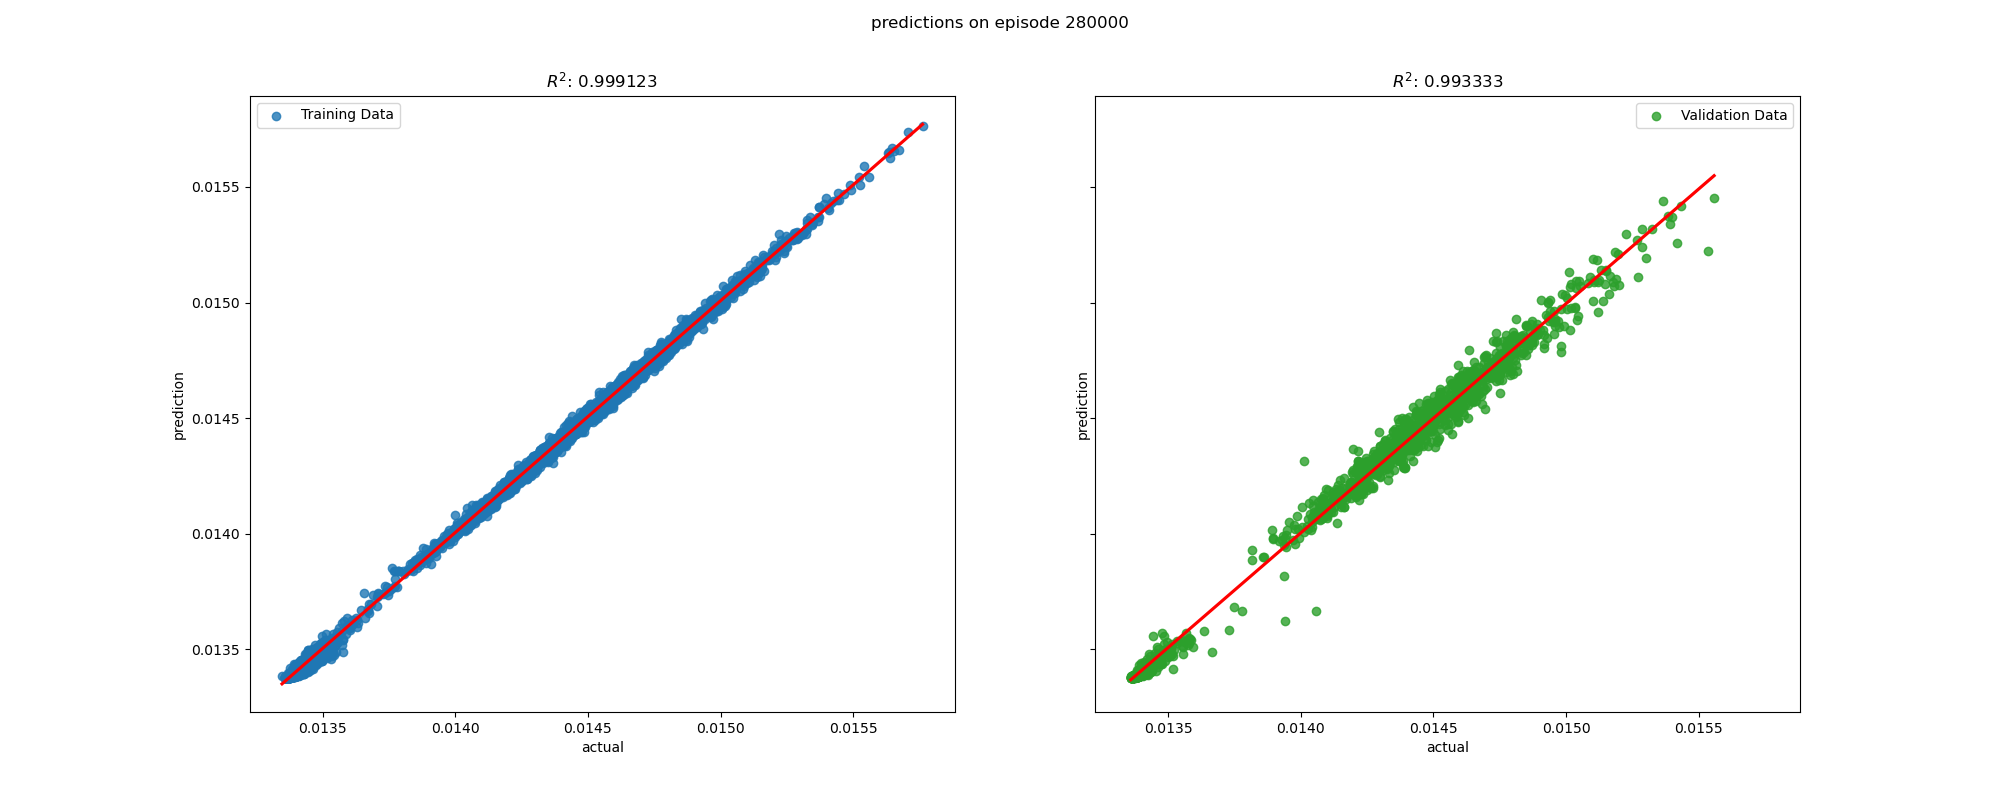 predictions on episode 280000
R²: 0.999123
Training Data
0.0155
0.0150
0.0145
0.0140
0.0135
prediction
0.0135 0.0140 0.0145 0.0150 0.0155
actual
R²: 0.993333
Validation Data
prediction
0.0135 0.0140 0.0145 0.0150 0.0155
actual